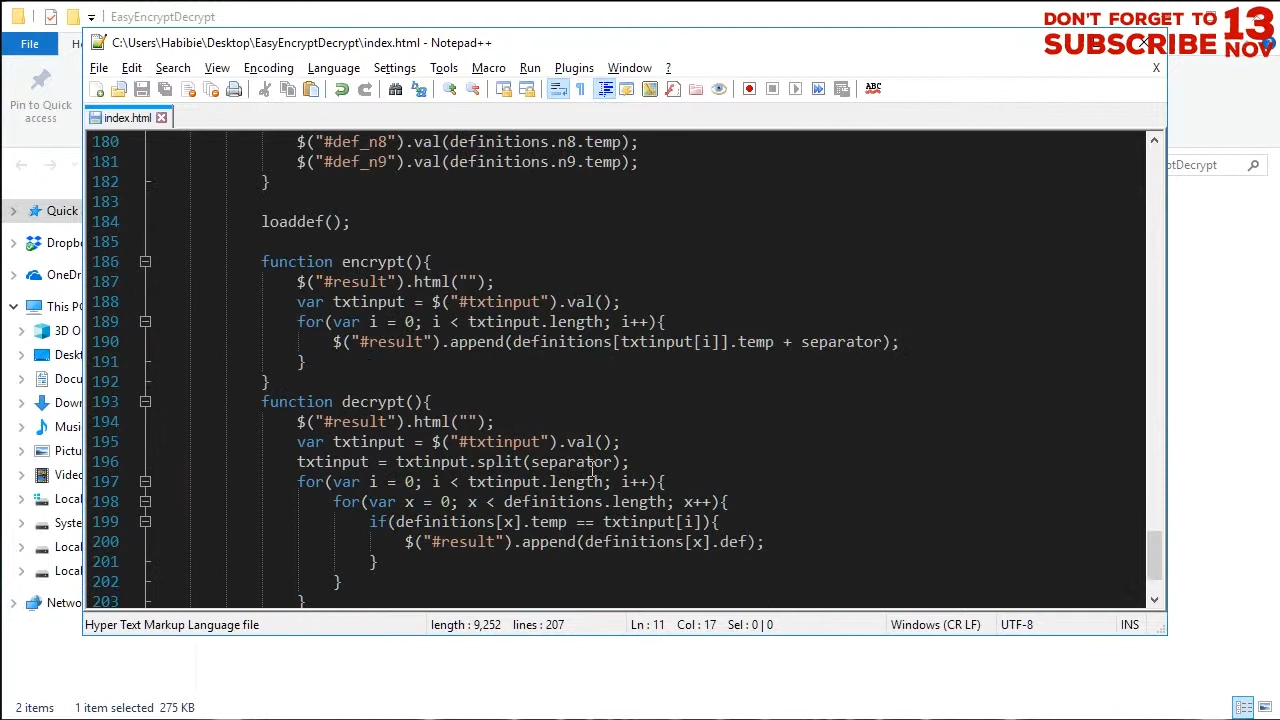 EasyEncryptDecrypt
DON'T FORGET TO
SUBSCRIBE
13
NOV
File
C:\Users\Habibie\Desktop\EasyEncryptDecrypt\index.html - Notepad++
File Edit Search View Encoding Language Settings Tools Macro Run Plugins Window ? X
Pin to Quick
access
ABC
index.html
180 $("#def_n8").val(definitions.n8.temp);
181 $("#def_n9").val(definitions.n9.temp);
182 }
183
184 loaddef();
185
186 function encrypt(){
187 $("#result").html("");
188 var txtinput = $("#txtinput").val();
189 for(var i = 0; i < txtinput.length; i++){
190 $("#result").append(definitions[txtinput[i]].temp + separator);
191 }
192 }
193 function decrypt(){
194 $("#result").html("");
195 var txtinput = $("#txtinput").val();
196 txtinput = txtinput.split(separator);
197 for(var i = 0; i < txtinput.length; i++){
198 for(var x = 0; x < definitions.length; x++){
199 if(definitions[x].temp == txtinput[i]){
200 $("#result").append(definitions[x].def);
201 }
202 }
203 }
ptDecrypt
Quick
Dropbo
OneDr
This PC
3D O
Deskt
Docu
Down
Musi
Pictu
Video
Local
Syste
Local
Local
Netwo
Hyper Text Markup Language file length : 9,252 lines : 207 Ln : 11 Col : 17 Sel : 0 | 0 Windows (CR LF) UTF-8 INS
2 items 1 item selected 275 KB